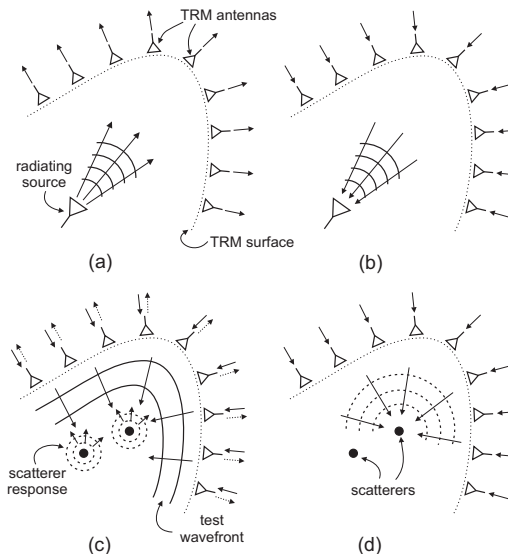 TRM antennas
radiating
source
TRM surface
(a)
(b)
scatterer
response
test
wavefront
scatterers
(c)
(d)